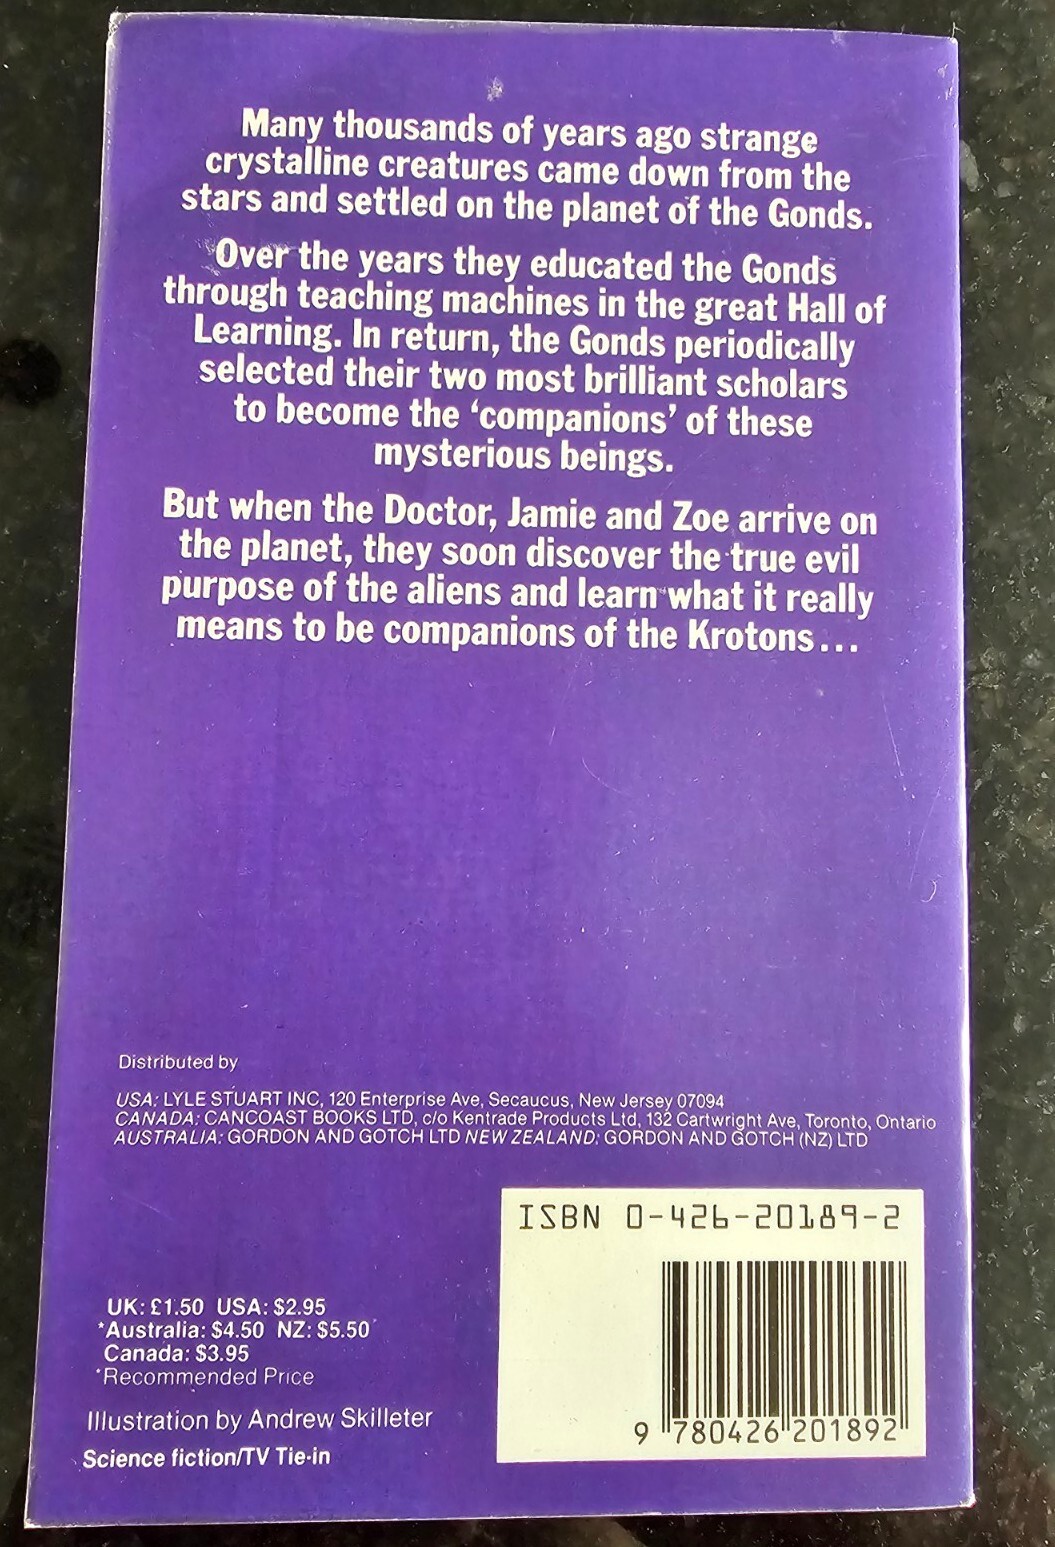 Many thousands of years ago strange
crystalline creatures came down from the
stars and settled on the planet of the Gonds.
Over the years they educated the Gonds
through teaching machines in the great Hall of
Learning. In return, the Gonds periodically
selected their two most brilliant scholars
to become the ‘companions’ of these
mysterious beings.
But when the Doctor, Jamie and Zoe arrive on
the planet, they soon discover the true evil
purpose of the aliens and learn what it really
means to be companions of the Krotons...
Distributed by
USA: LYLE STUART INC, 120 Enterprise Ave, Secaucus, New Jersey 07094
CANADA: CANCOAST BOOKS LTD, c/o Kentrade Products Ltd, 132 Cartwright Ave, Toronto, Ontario
AUSTRALIA: GORDON AND GOTCH LTD NEW ZEALAND: GORDON AND GOTCH (NZ) LTD
ISBN 0-426-20189-2
UK: £1.50 USA: $2.95
*Australia: $4.50 NZ: $5.50
Canada: $3.95
*Recommended Price
Illustration by Andrew Skilleter
Science fiction/TV Tie-in
9 780426 201892